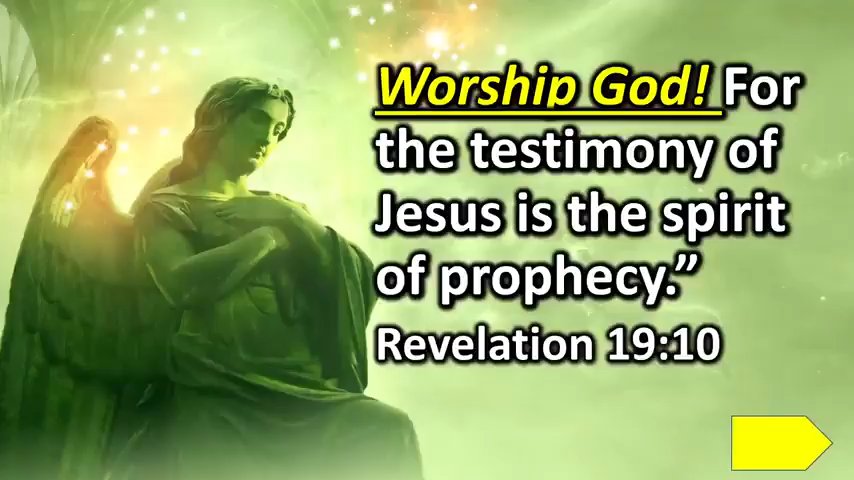 Worship God! For
the testimony of
Jesus is the spirit
of prophecy.”
Revelation 19:10